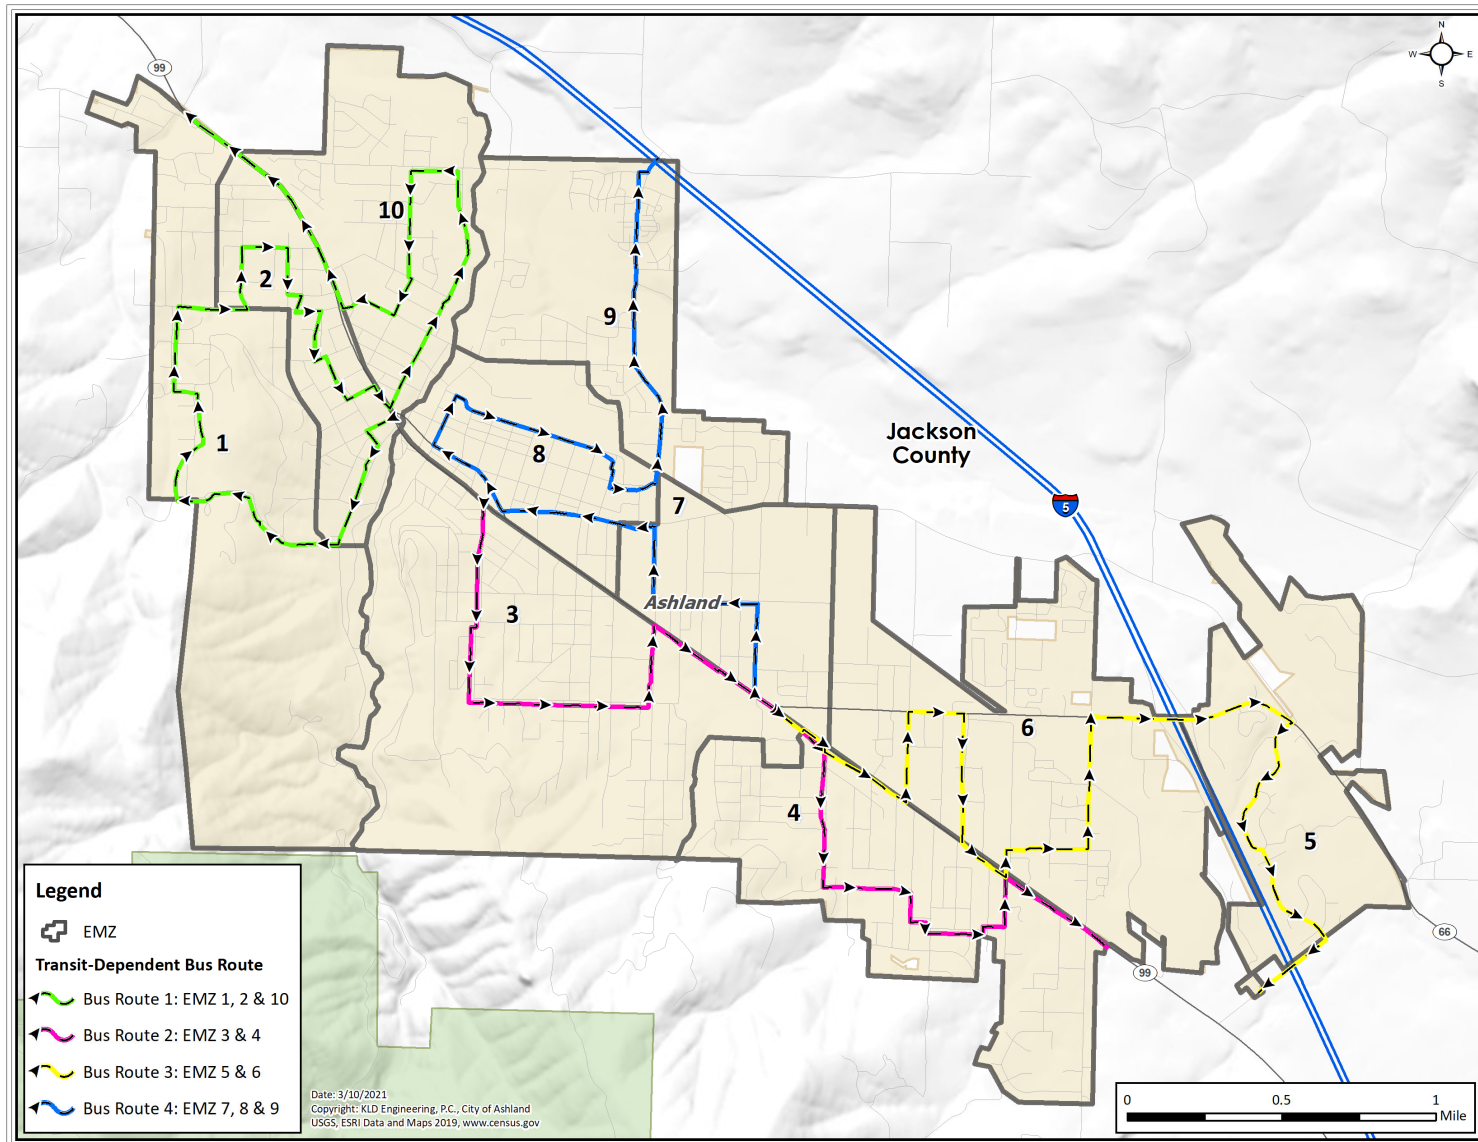 N
W E
S
99
10
2
9
1
8
7
Jackson
County
5
Ashland
3
6
4
5
66
99
Legend
EMZ
Transit-Dependent Bus Route
Bus Route 1: EMZ 1, 2 & 10
Bus Route 2: EMZ 3 & 4
Bus Route 3: EMZ 5 & 6
Bus Route 4: EMZ 7, 8 & 9
Date: 3/10/2021
Copyright: KLD Engineering, P.C., City of Ashland
USGS, ESRI Data and Maps 2019, www.census.gov
0 0.5 1
Mile